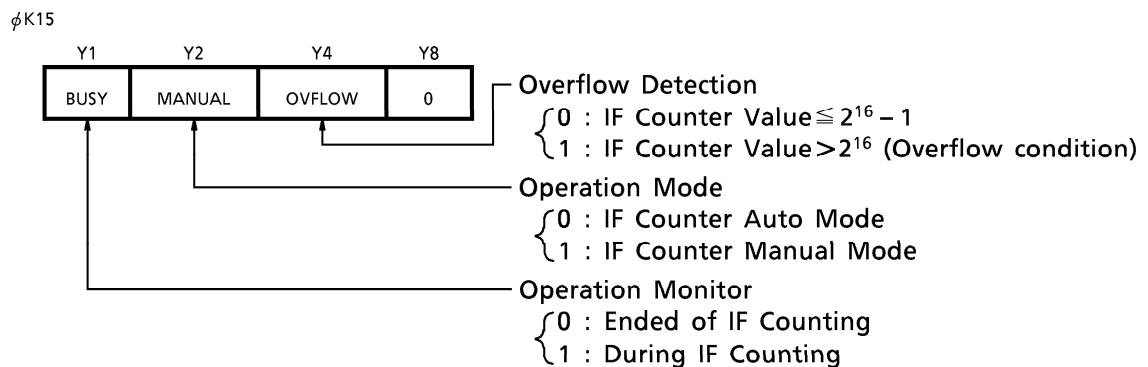 ϕK15
Y1 Y2 Y4 Y8
BUSY MANUAL OVFLOW 0
Overflow Detection
0 : IF Counter Value≦2¹⁶ – 1
1 : IF Counter Value>2¹⁶ (Overflow condition)
Operation Mode
0 : IF Counter Auto Mode
1 : IF Counter Manual Mode
Operation Monitor
0 : Ended of IF Counting
1 : During IF Counting